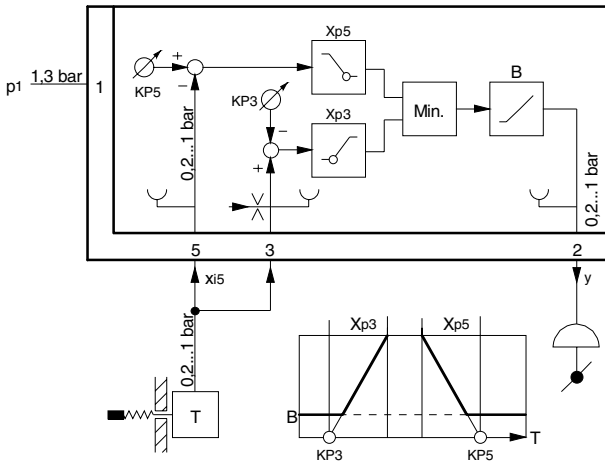 p1 1,3 bar
1
KP5
+
−
0,2...1 bar
KP3
−
+
Xp5
Xp3
Min.
B
0,2...1 bar
5
3
2
xi5
y
0,2...1 bar
T
Xp3
Xp5
B
T
KP3
KP5